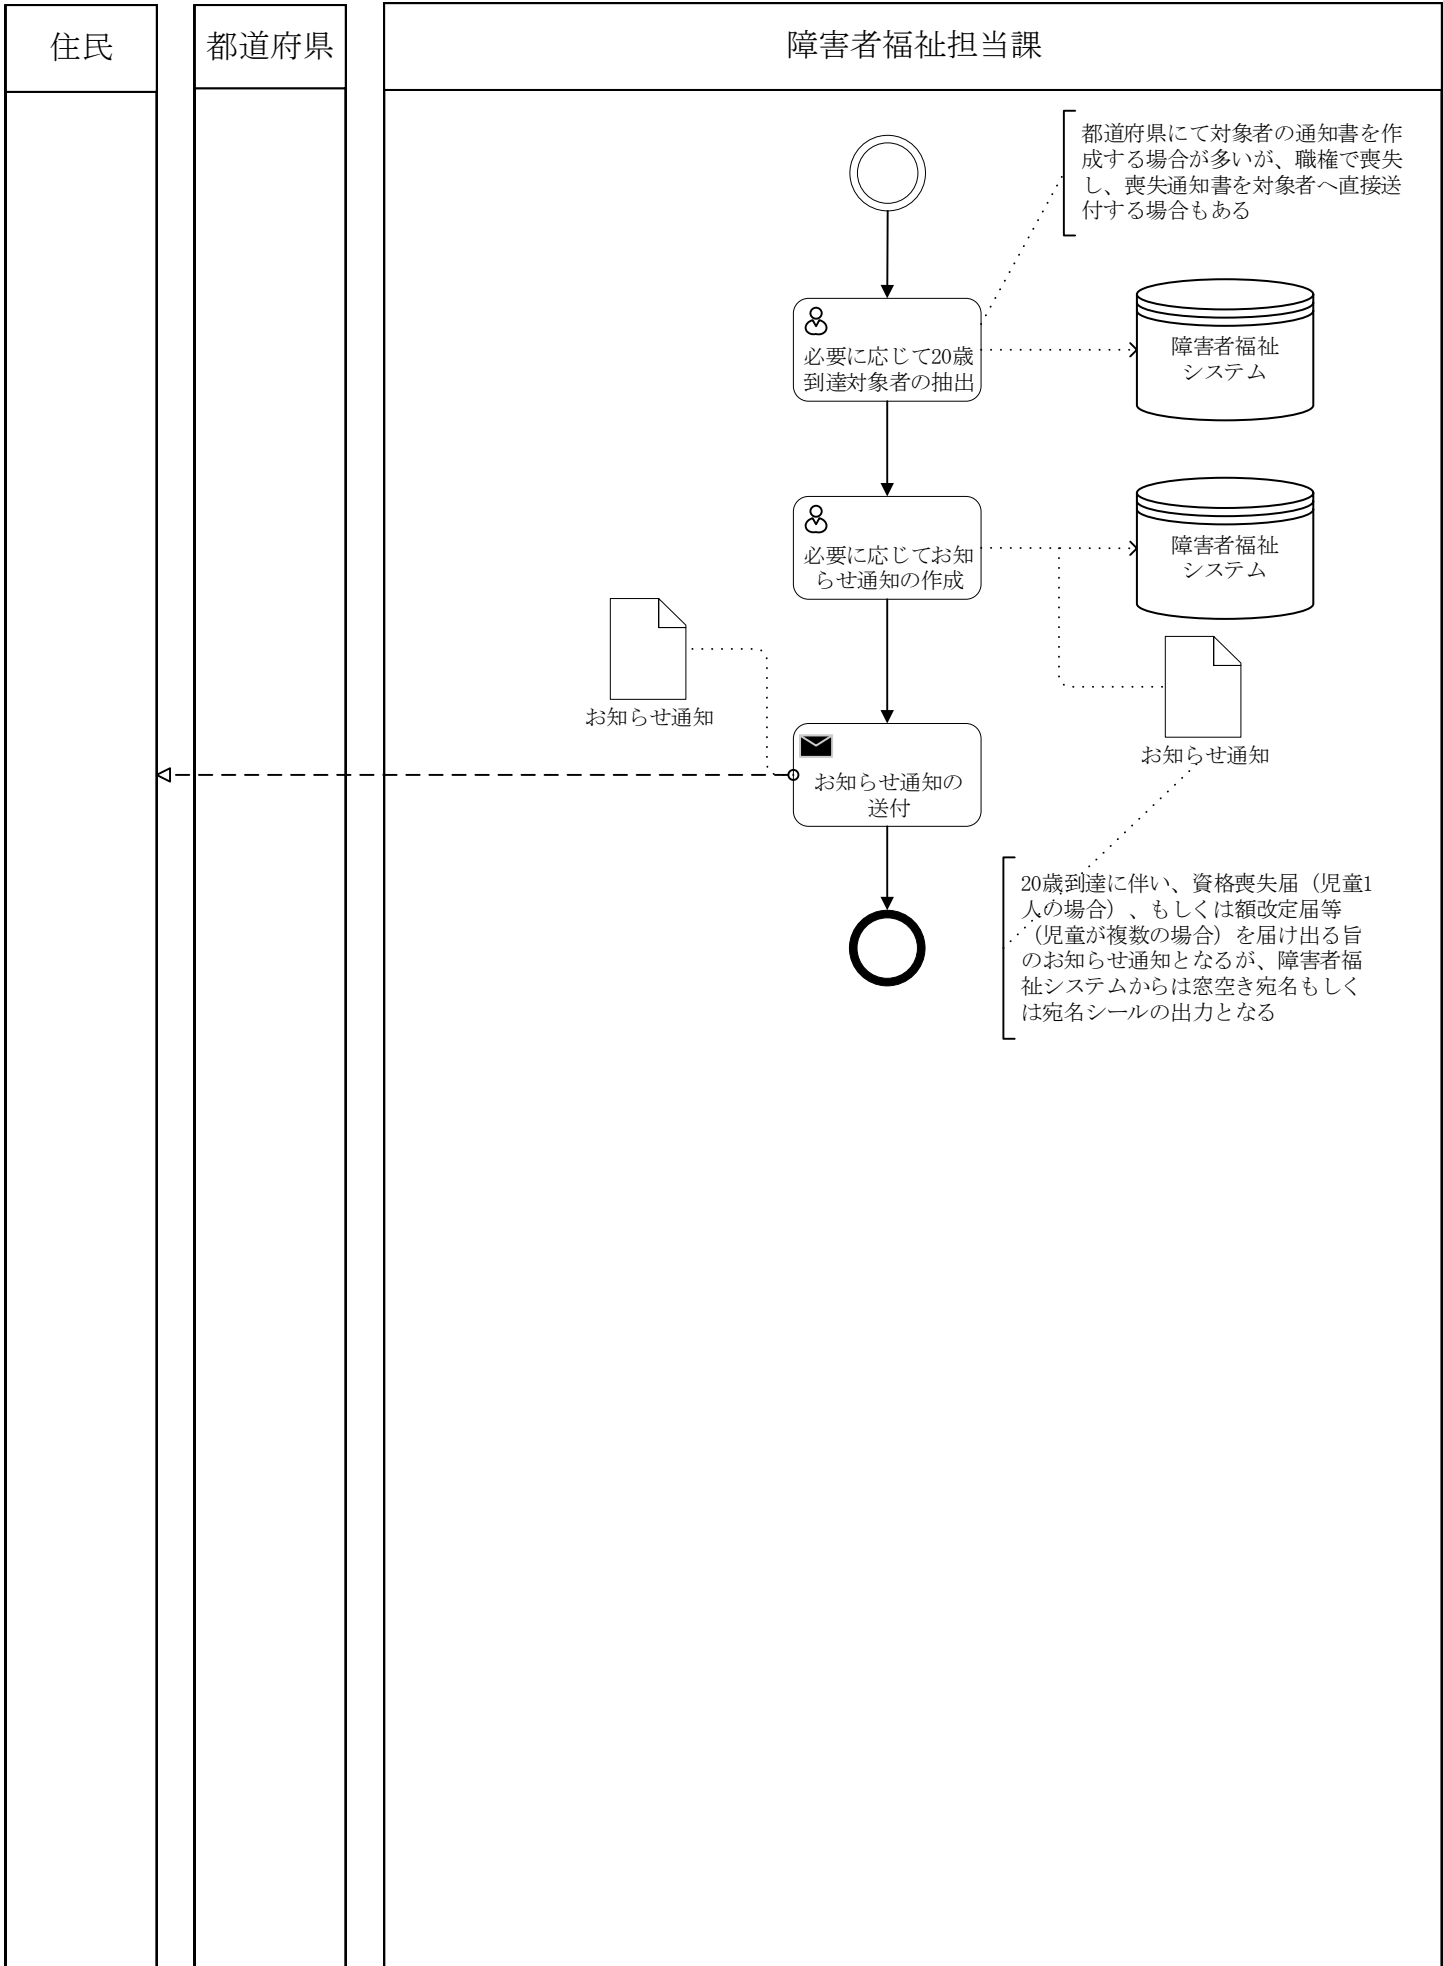 住民
都道府県
障害者福祉担当課
都道府県にて対象者の通知書を作
成する場合が多いが、職権で喪失
し、喪失通知書を対象者へ直接送
付する場合もある
必要に応じて20歳
到達対象者の抽出
障害者福祉
システム
必要に応じてお知
らせ通知の作成
障害者福祉
システム
お知らせ通知
お知らせ通知
お知らせ通知の
送付
20歳到達に伴い、資格喪失届（児童1
人の場合）、もしくは額改定届等
（児童が複数の場合）を届け出る旨
のお知らせ通知となるが、障害者福
祉システムからは窓空き宛名もしく
は宛名シールの出力となる